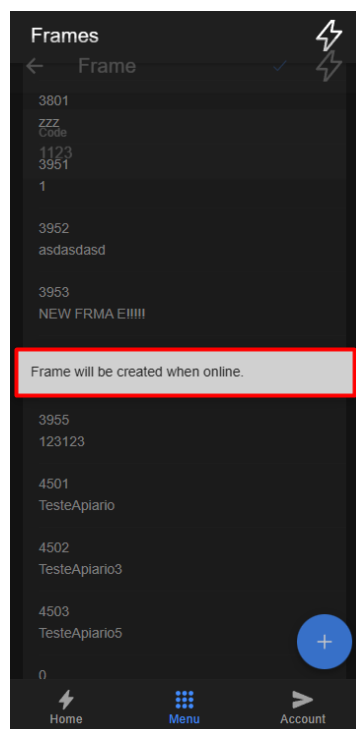 Frames
Frame
3801
zzz
Code
1123
3951
1
3952
asdasdasd
3953
NEW FRMA E!!!!!
Frame will be created when online.
3955
123123
4501
TesteApiario
4502
TesteApiario3
4503
TesteApiario5
0
Home
Menu
Account